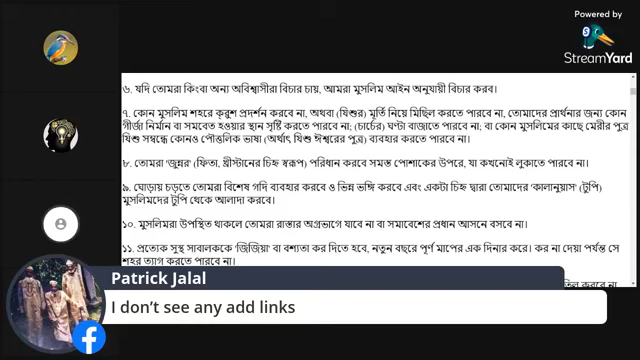 Powered by
StreamYard
৬. যদি তোমরা কিংবা অন্য অবিশ্বাসীরা বিচার চায়, আমরা মুসলিম আইন অনুযায়ী বিচার করব।
৭. কোন মুসলিম শহরে ক্রুশ প্রদর্শন করবে না, অথবা (যিশুর) মূর্তি নিয়ে মিছিল করতে পারবে না, তোমাদের প্রার্থনার জন্য কোন
গীর্জা নির্মান বা সমবেত হওয়ার স্থান সৃষ্টি করতে পারবে না; (চার্চের) ঘণ্টা বাজাতে পারবে না; বা কোন মুসলিমের কাছে মেরীর পুত্র
যিশু সম্বন্ধে কোনও পৌত্তলিক ভাষা (অর্থাৎ যিশু ঈশ্বরের পুত্র) ব্যবহার করতে পারবে না।
৮. তোমরা 'জুন্নর' (ফিতা, খ্রীস্টানের চিহ্ন স্বরূপ) পরিধান করবে সমস্ত পোশাকের উপরে, যা কখনোই লুকাতে পারবে না।
৯. ঘোড়ায় চড়তে তোমরা বিশেষ গদি ব্যবহার করবে ও ভিন্ন ভঙ্গি করবে এবং একটা চিহ্ন দ্বারা তোমাদের 'কালানুয়াস' (টুপি)
মুসলিমদের টুপি থেকে আলাদা করবে।
১০. মুসলিমরা উপস্থিত থাকলে তোমরা রাস্তার অগ্রভাগে যাবে না বা সমাবেশের প্রধান আসনে বসবে না।
১১. প্রত্যেক সুস্থ সাবালককে 'জিজিয়া' বা বশ্যতা কর দিতে হবে, নতুন বছরে পূর্ণ মাপের এক দিনার করে। কর না দেয়া পর্যন্ত সে
শহর ত্যাগ করতে পারবে না।
Patrick Jalal
I don't see any add links